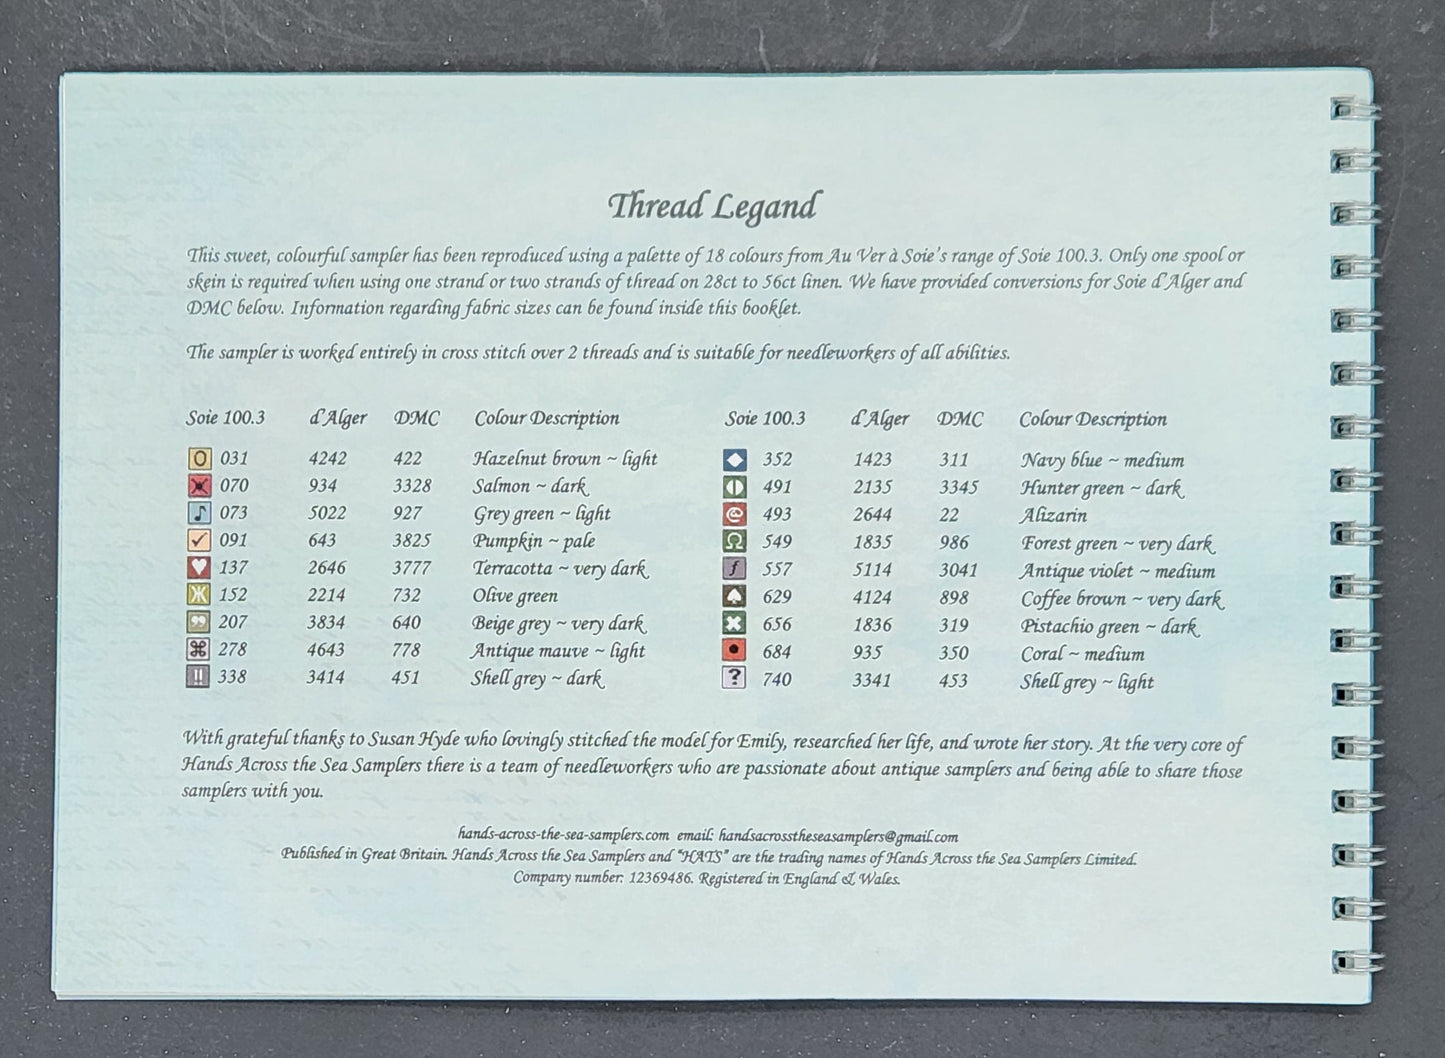 Thread Legand
This sweet, colourful sampler has been reproduced using a palette of 18 colours from Au Ver à Soie's range of Soie 100.3. Only one spool or
skein is required when using one strand or two strands of thread on 28ct to 56ct linen. We have provided conversions for Soie d'Alger and
DMC below. Information regarding fabric sizes can be found inside this booklet.
The sampler is worked entirely in cross stitch over 2 threads and is suitable for needleworkers of all abilities.
Soie 100.3 d'Alger DMC Colour Description
031 4242 422 Hazelnut brown ~ light
070 934 3328 Salmon ~ dark
073 5022 927 Grey green ~ light
091 643 3825 Pumpkin ~ pale
137 2646 3777 Terracotta ~ very dark
152 2214 732 Olive green
207 3834 640 Beige grey ~ very dark
278 4643 778 Antique mauve ~ light
338 3414 451 Shell grey ~ dark
Soie 100.3 d'Alger DMC Colour Description
352 1423 311 Navy blue ~ medium
491 2135 3345 Hunter green ~ dark
493 2644 22 Alizarin
549 1835 986 Forest green ~ very dark
557 5114 3041 Antique violet ~ medium
629 4124 898 Coffee brown ~ very dark
656 1836 319 Pistachio green ~ dark
684 935 350 Coral ~ medium
740 3341 453 Shell grey ~ light
With grateful thanks to Susan Hyde who lovingly stitched the model for Emily, researched her life, and wrote her story. At the very core of
Hands Across the Sea Samplers there is a team of needleworkers who are passionate about antique samplers and being able to share those
samplers with you.
hands-across-the-sea-samplers.com email: handsacrosstheseasamplers@gmail.com
Published in Great Britain. Hands Across the Sea Samplers and "HATS" are the trading names of Hands Across the Sea Samplers Limited.
Company number: 12369486. Registered in England & Wales.